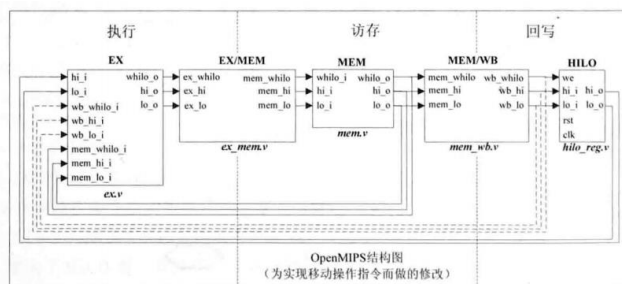 执行
访存
回写
EX
EX/MEM
MEM
MEM/WB
HILO
hi_i
lo_i
wb_whilo_i
wb_hi_i
wb_lo_i
mem_whilo_i
mem_hi_i
mem_lo_i
whilo_o
hi_o
lo_o
ex.v
ex_whilo
ex_hi
ex_lo
mem_whilo
mem_hi
mem_lo
ex_mem.v
whilo_i
hi_i
lo_i
whilo_o
hi_o
lo_o
mem.v
mem_whilo
mem_hi
mem_lo
wb_whilo
wb_hi
wb_lo
mem_wb.v
we
hi_i
lo_i
rst
clk
hi_o
lo_o
hilo_reg.v
OpenMIPS结构图
(为实现移动操作指令而做的修改)